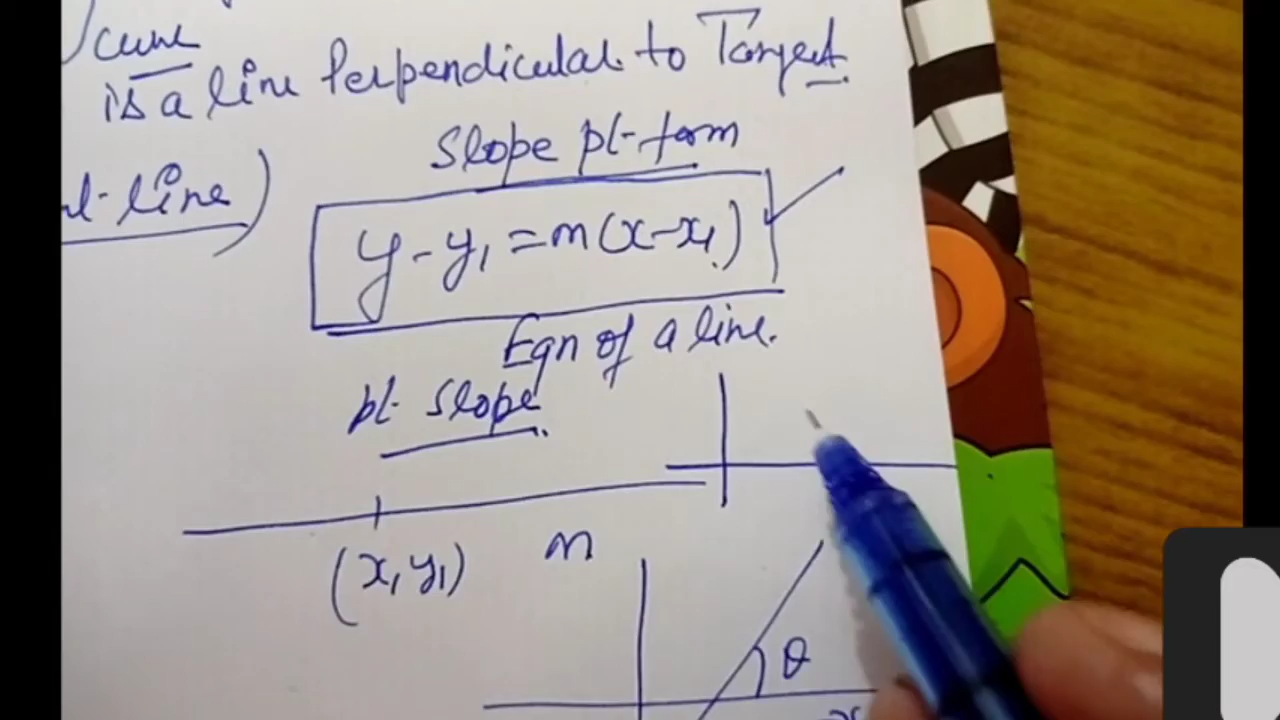 curve
is a line Perpendicular to Tangent
Slope pt-form
line)
y - y₁ = m(x - x₁)
Eqn of a line.
pt- slope
(x₁ y₁) m
θ
x